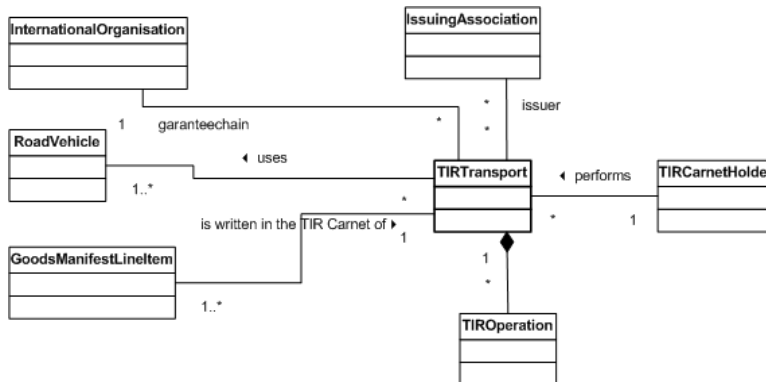 IssuingAssociation
InternationalOrganisation
* issuer
1 garanteechain * *
RoadVehicle
◄ uses
TIRTransport
◄ performs
TIRCarnetHolde
1..*
*
is written in the TIR Carnet of ►
* 1
1
GoodsManifestLineItem
1
1..*
*
TIROperation